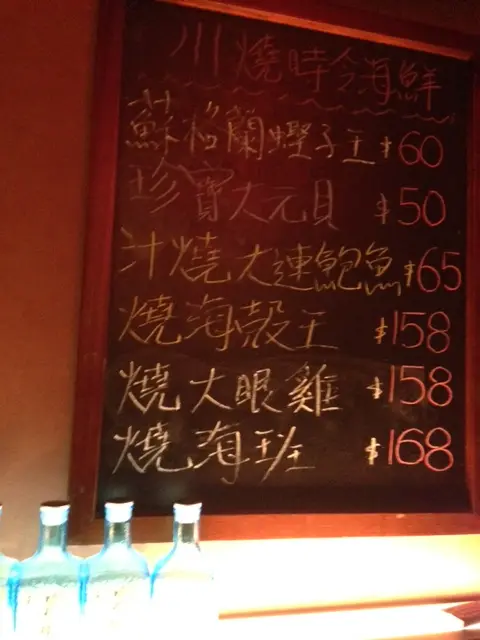 川燒時令海鮮
蘇格蘭蟶子王 $60
珍寶大元貝 $50
汁燒大連鮑魚 $65
燒海殼王 $158
燒大眼雞 $158
燒海班 $168